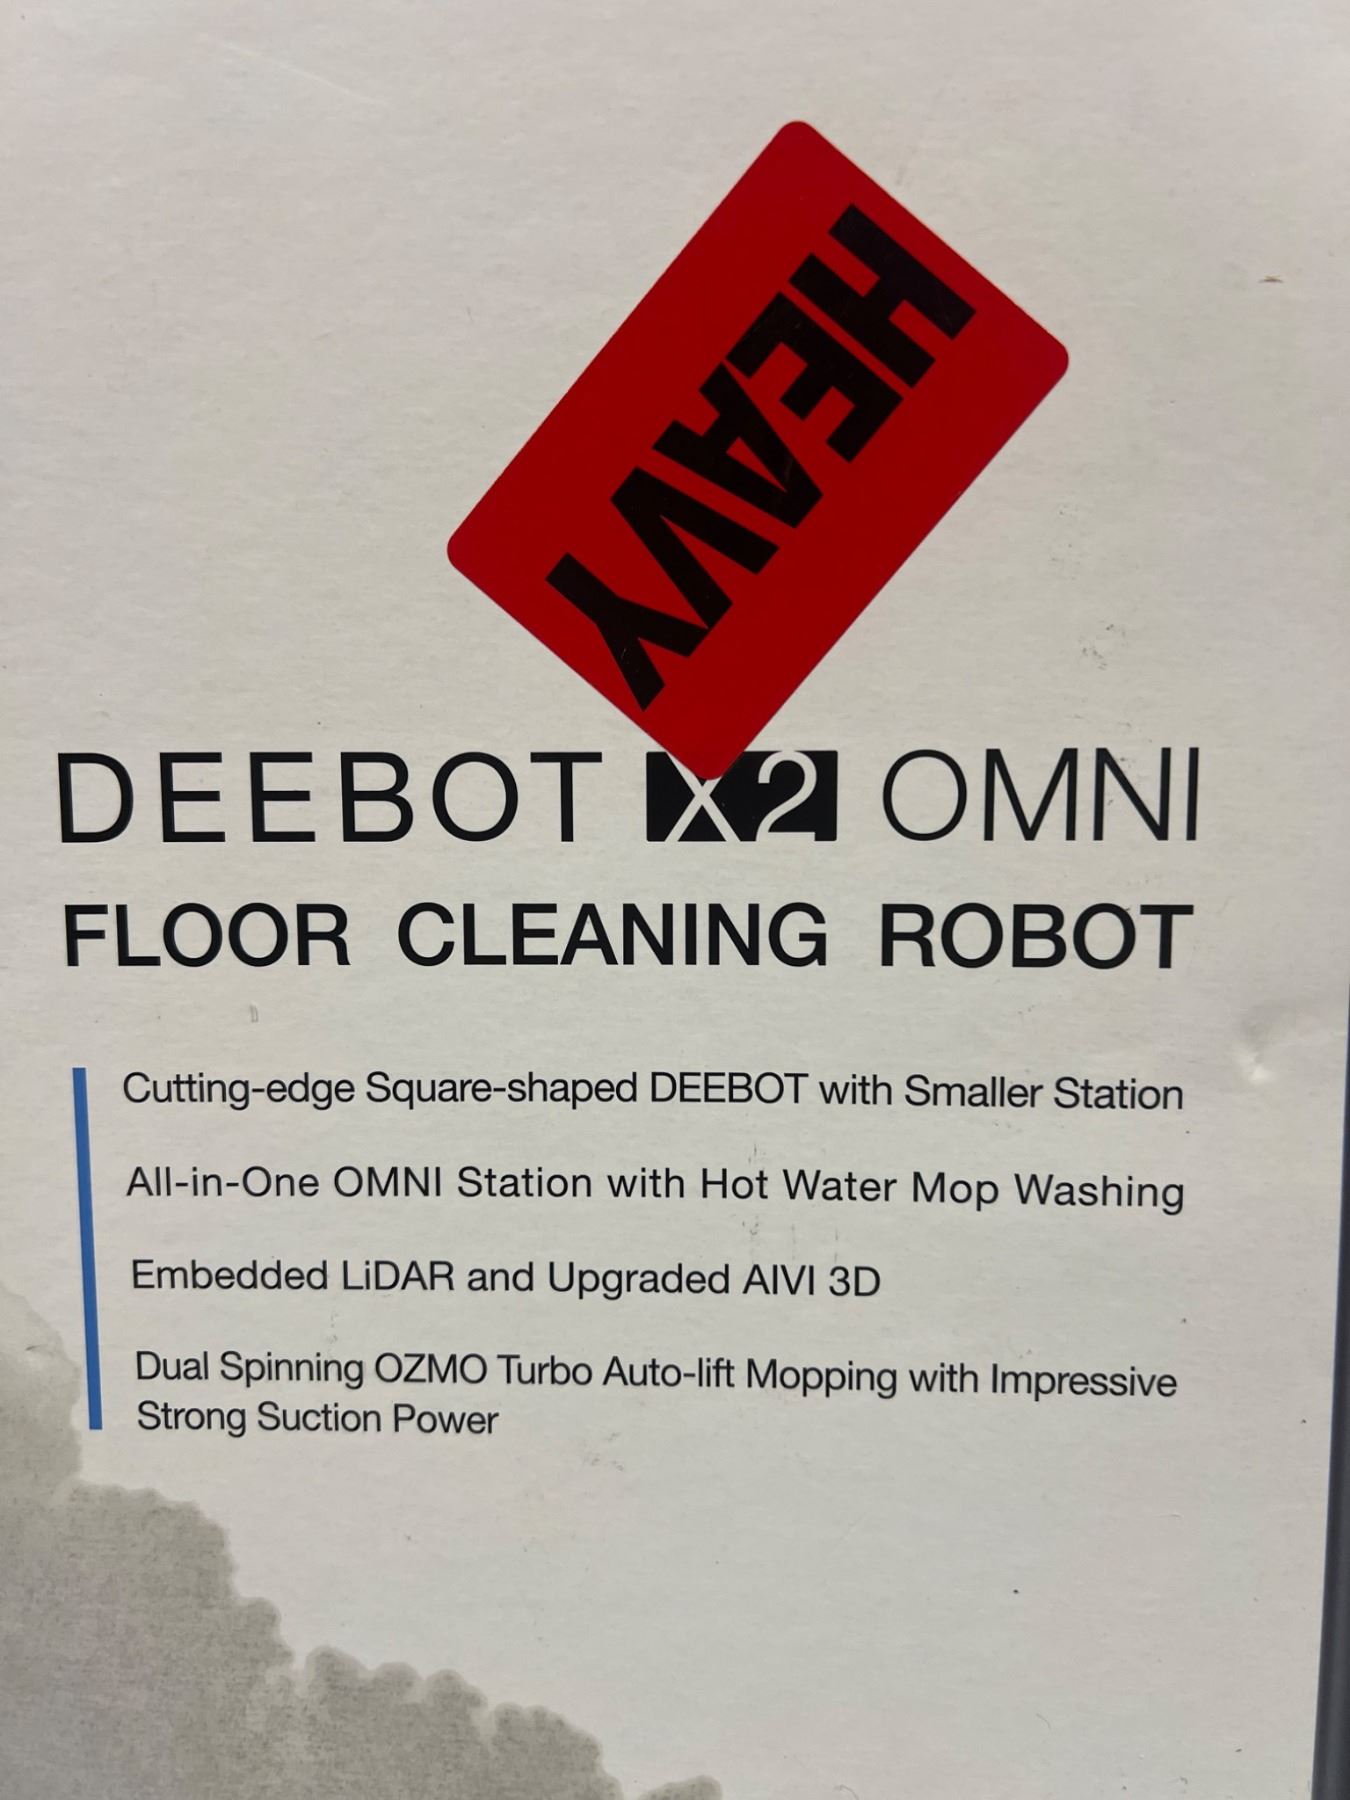 HEAVY
DEEBOT X2 OMNI
FLOOR CLEANING ROBOT
Cutting-edge Square-shaped DEEBOT with Smaller Station
All-in-One OMNI Station with Hot Water Mop Washing
Embedded LiDAR and Upgraded AIVI 3D
Dual Spinning OZMO Turbo Auto-lift Mopping with Impressive
Strong Suction Power